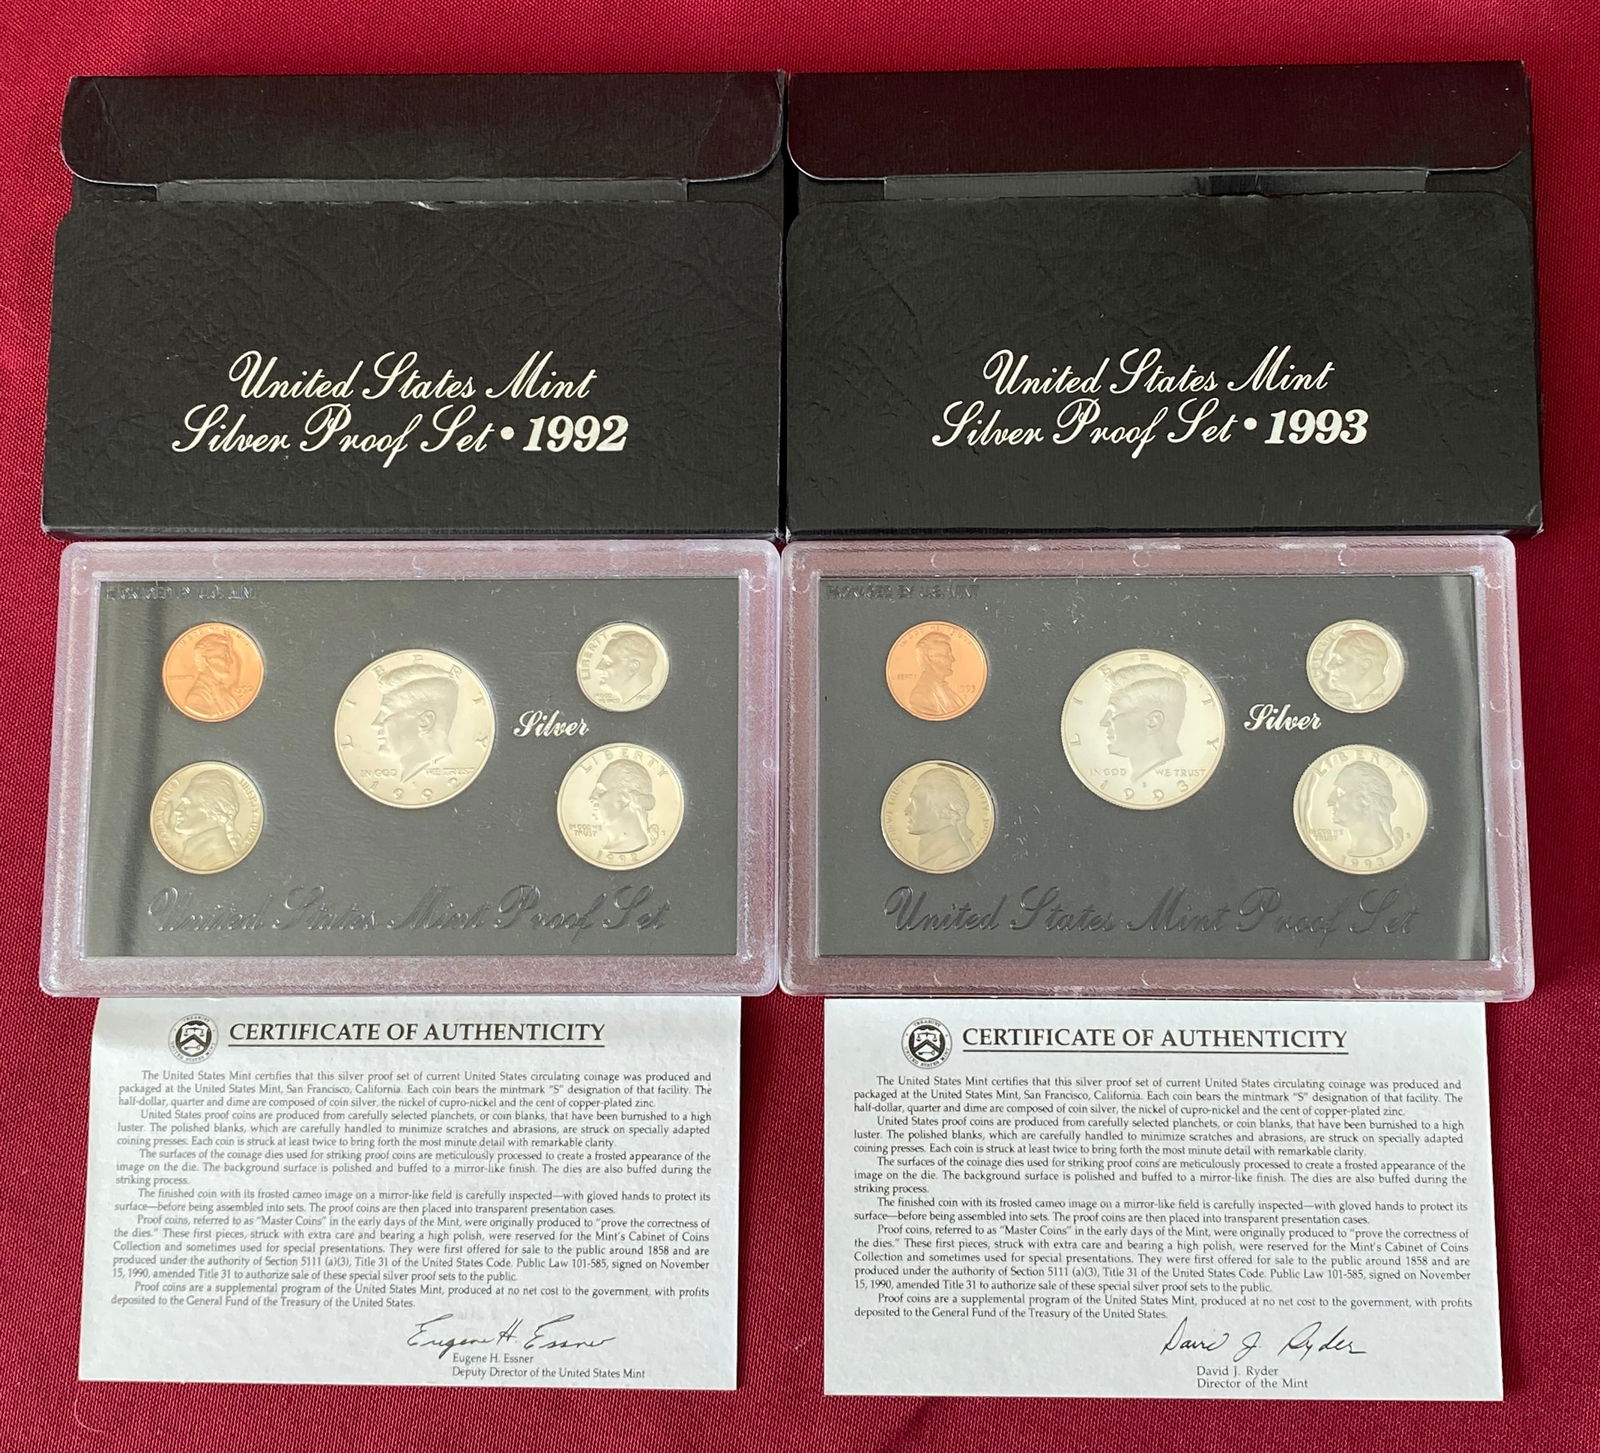 United States Mint
Silver Proof Set • 1992
United States Mint
Silver Proof Set • 1993
PACKAGED BY U.S. MINT
LIBERTY
1992
LIBERTY
IN GOD WE TRUST
Silver
LIBERTY
IN GOD WE TRUST
S
1992
United States Mint Proof Set
PACKAGED BY U.S. MINT
LIBERTY
1993
LIBERTY
IN GOD WE TRUST
1993
Silver
LIBERTY
IN GOD WE TRUST
S
1993
United States Mint Proof Set
CERTIFICATE OF AUTHENTICITY
The United States Mint certifies that this silver proof set of current United States circulating coinage was produced and
packaged at the United States Mint, San Francisco, California. Each coin bears the mintmark "S" designation of that facility. The
half-dollar, quarter and dime are composed of coin silver, the nickel of cupro-nickel and the cent of copper-plated zinc.
United States proof coins are produced from carefully selected planchets, or coin blanks, that have been burnished to a high
luster. The polished blanks, which are carefully handled to minimize scratches and abrasions, are struck on specially adapted
coining presses. Each coin is struck at least twice to bring forth the most minute detail with remarkable clarity.
The surfaces of the coinage dies used for striking proof coins are meticulously processed to create a frosted appearance of the
image on the die. The background surface is polished and buffed to a mirror-like finish. The dies are also buffed during the
striking process.
The finished coin with its frosted cameo image on a mirror-like field is carefully inspected—with gloved hands to protect its
surface—before being assembled into sets. The proof coins are then placed into transparent presentation cases.
Proof coins, referred to as "Master Coins" in the early days of the Mint, were originally produced to "prove the correctness of
the dies." These first pieces, struck with extra care and bearing a high polish, were reserved for the Mint's Cabinet of Coins
Collection and sometimes used for special presentations. They were first offered for sale to the public around 1858 and are
produced under the authority of Section 5111 (a)(3), Title 31 of the United States Code. Public Law 101-585, signed on November
15, 1990, amended Title 31 to authorize sale of these special silver proof sets to the public.
Proof coins are a supplemental program of the United States Mint, produced at no net cost to the government, with profits
deposited to the General Fund of the Treasury of the United States.
Eugene H. Essner
Eugene H. Essner
Deputy Director of the United States Mint
CERTIFICATE OF AUTHENTICITY
The United States Mint certifies that this silver proof set of current United States circulating coinage was produced and
packaged at the United States Mint, San Francisco, California. Each coin bears the mintmark "S" designation of that facility. The
half-dollar, quarter and dime are composed of coin silver, the nickel of cupro-nickel and the cent of copper-plated zinc.
United States proof coins are produced from carefully selected planchets, or coin blanks, that have been burnished to a high
luster. The polished blanks, which are carefully handled to minimize scratches and abrasions, are struck on specially adapted
coining presses. Each coin is struck at least twice to bring forth the most minute detail with remarkable clarity.
The surfaces of the coinage dies used for striking proof coins are meticulously processed to create a frosted appearance of the
image on the die. The background surface is polished and buffed to a mirror-like finish. The dies are also buffed during the
striking process.
The finished coin with its frosted cameo image on a mirror-like field is carefully inspected—with gloved hands to protect its
surface—before being assembled into sets. The proof coins are then placed into transparent presentation cases.
Proof coins, referred to as "Master Coins" in the early days of the Mint, were originally produced to "prove the correctness of
the dies." These first pieces, struck with extra care and bearing a high polish, were reserved for the Mint's Cabinet of Coins
Collection and sometimes used for special presentations. They were first offered for sale to the public around 1858 and are
produced under the authority of Section 5111 (a)(3), Title 31 of the United States Code. Public Law 101-585, signed on November
15, 1990, amended Title 31 to authorize sale of these special silver proof sets to the public.
Proof coins are a supplemental program of the United States Mint, produced at no net cost to the government, with profits
deposited to the General Fund of the Treasury of the United States.
David J. Ryder
David J. Ryder
Director of the Mint